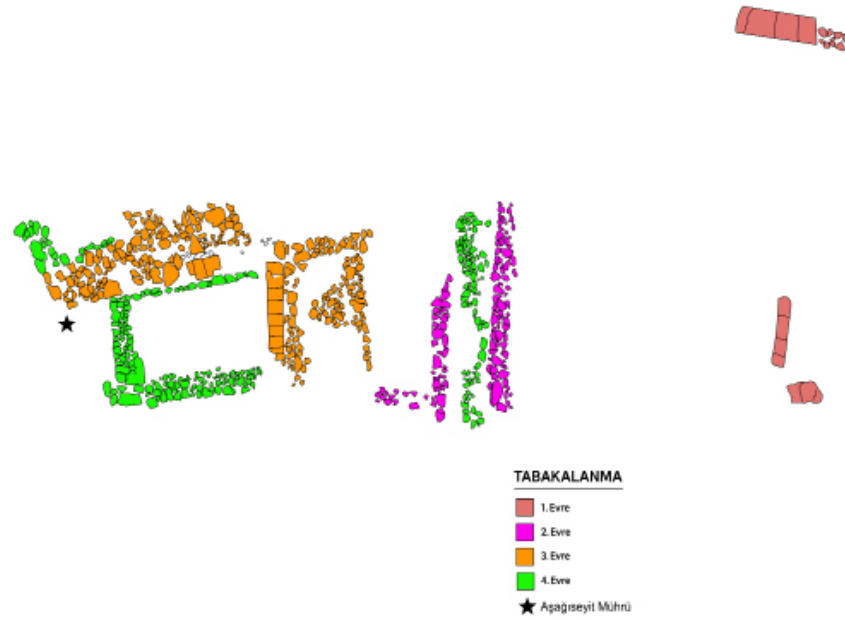 TABAKALANMA
1. Evre
2. Evre
3. Evre
4. Evre
Aşağıseyit Mührü